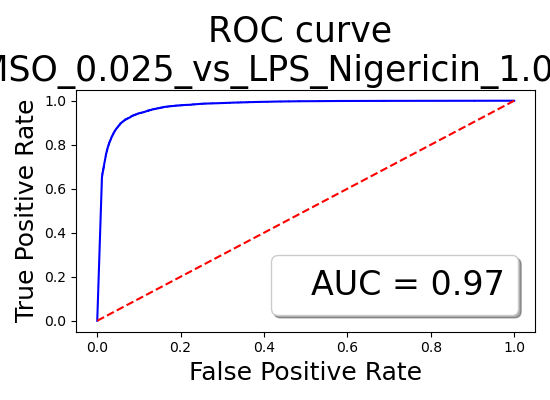 ROC curve
MSO_0.025_vs_LPS_Nigericin_1.0
True Positive Rate
1.0
0.8
0.6
0.4
0.2
0.0
AUC = 0.97
0.0 0.2 0.4 0.6 0.8 1.0
False Positive Rate